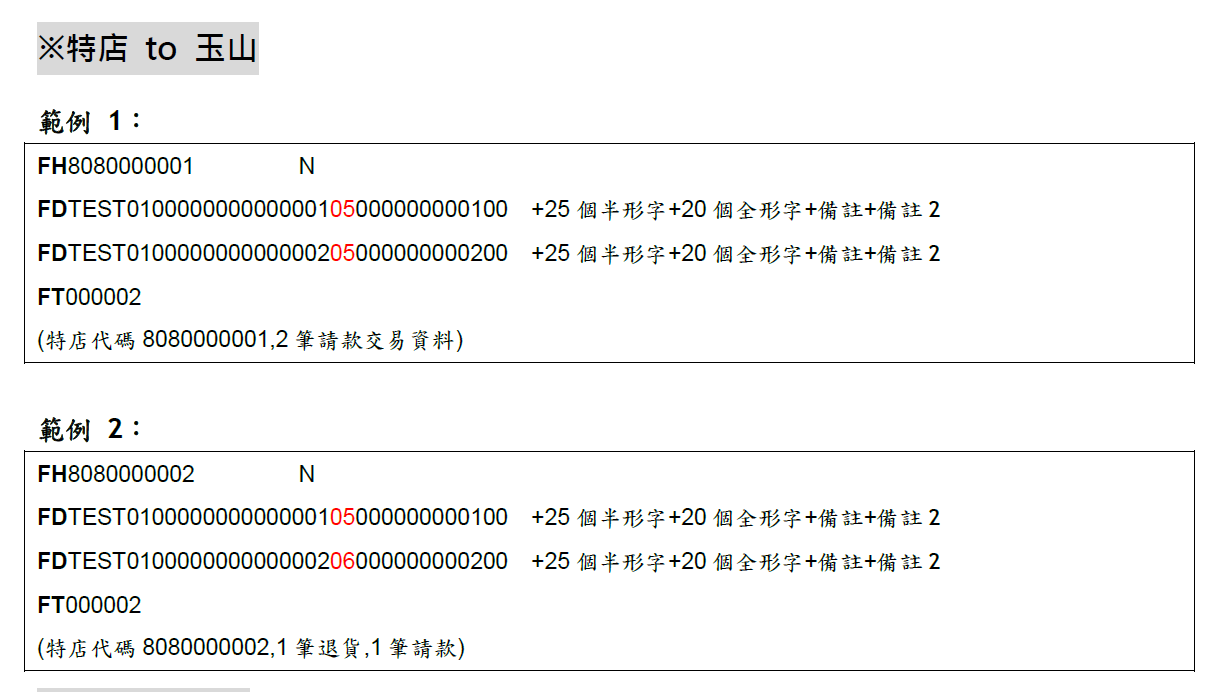 ※特店 to 玉山
範例 1：
FH8080000001 N
FDTEST010000000000000010​5000000000100 +25 個半形字+20 個全形字+備註+備註 2
FDTEST0100000000000000205000000000200 +25 個半形字+20 個全形字+備註+備註 2
FT000002
(特店代碼 8080000001,2 筆請款交易資料)
範例 2：
FH8080000002 N
FDTEST0100000000000000105000000000100 +25 個半形字+20 個全形字+備註+備註 2
FDTEST0100000000000000206000000000200 +25 個半形字+20 個全形字+備註+備註 2
FT000002
(特店代碼 8080000002,1 筆退貨,1 筆請款)